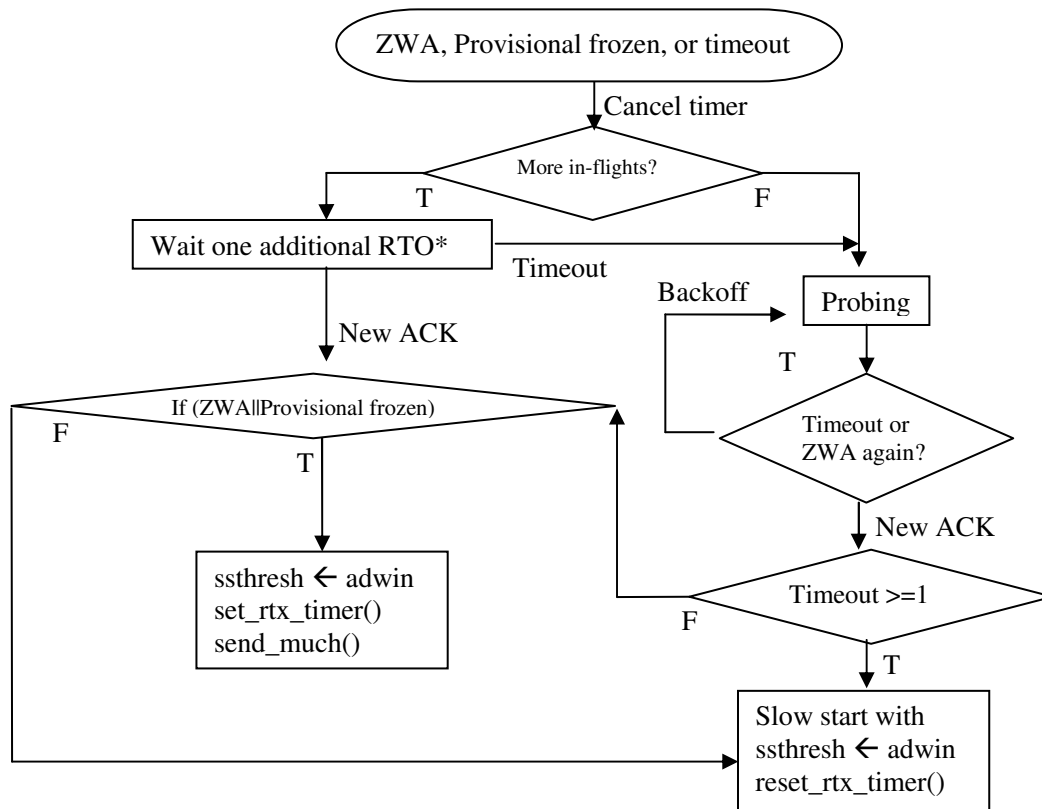 ZWA, Provisional frozen, or timeout
Cancel timer
More in-flights?
T
F
Wait one additional RTO*
Timeout
Backoff
Probing
New ACK
T
If (ZWA||Provisional frozen)
F
T
Timeout or
ZWA again?
New ACK
ssthresh ← adwin
set_rtx_timer()
send_much()
Timeout >=1
F
T
Slow start with
ssthresh ← adwin
reset_rtx_timer()